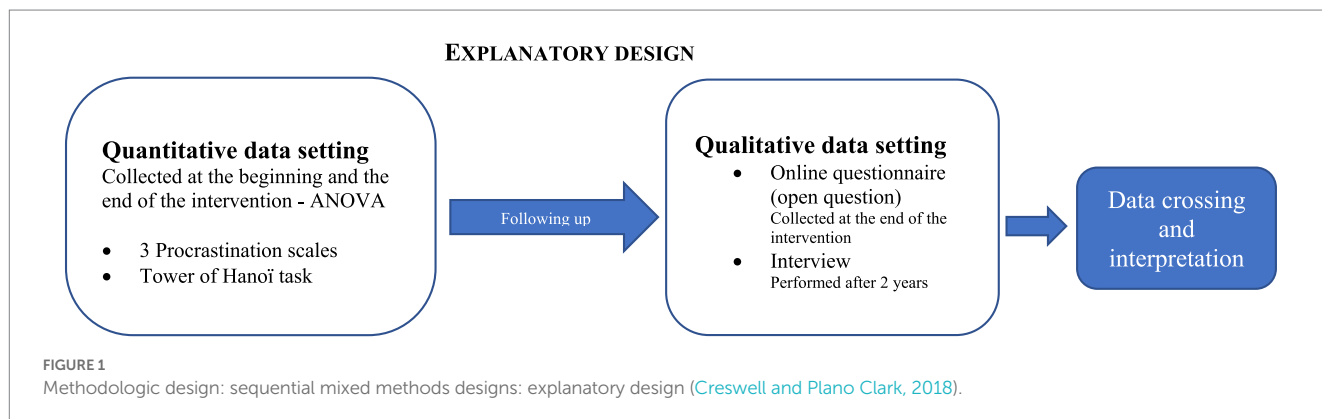 EXPLANATORY DESIGN
Quantitative data setting
Collected at the beginning and the
end of the intervention - ANOVA
• 3 Procrastination scales
• Tower of Hanoï task
Following up
Qualitative data setting
• Online questionnaire
(open question)
Collected at the end of the
intervention
• Interview
Performed after 2 years
Data crossing
and
interpretation
FIGURE 1
Methodologic design: sequential mixed methods designs: explanatory design (Creswell and Plano Clark, 2018).